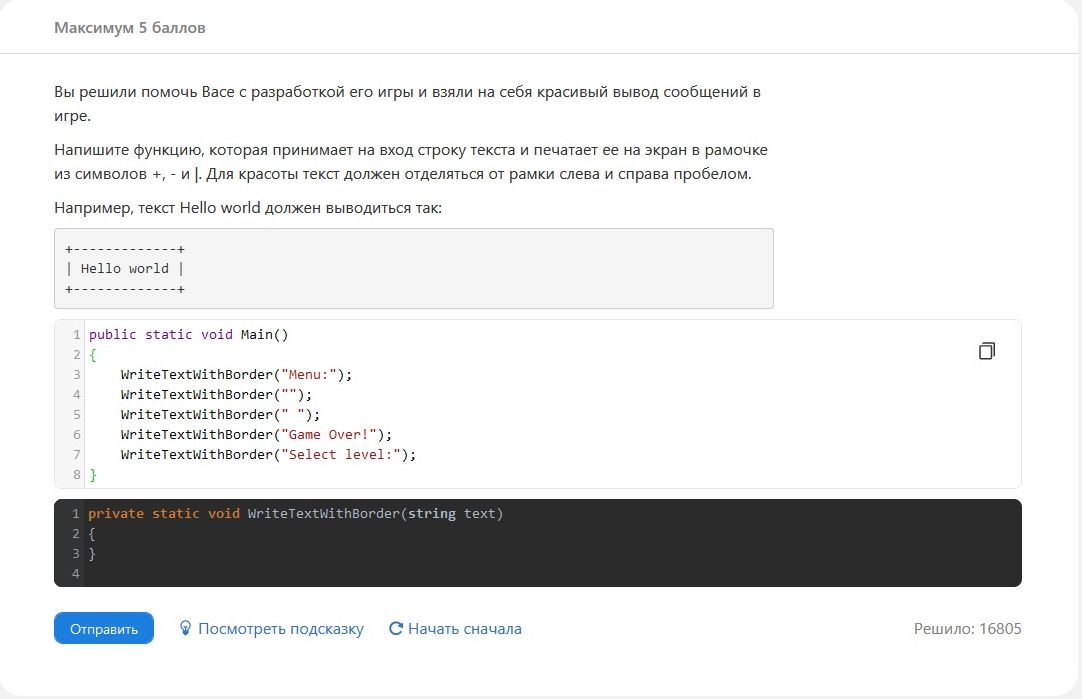 Максимум 5 баллов
Вы решили помочь Васе с разработкой его игры и взяли на себя красивый вывод сообщений в
игре.
Напишите функцию, которая принимает на вход строку текста и печатает ее на экран в рамочке
из символов +, - и |. Для красоты текст должен отделяться от рамки слева и справа пробелом.
Например, текст Hello world должен выводиться так:
+-------------+
| Hello world |
+-------------+
1 public static void Main()
2 {
3     WriteTextWithBorder("Menu:");
4     WriteTextWithBorder("");
5     WriteTextWithBorder(" ");
6     WriteTextWithBorder("Game Over!");
7     WriteTextWithBorder("Select level:");
8 }
1 private static void WriteTextWithBorder(string text)
2 {
3 }
4
Отправить Посмотреть подсказку Начать сначала Решило: 16805